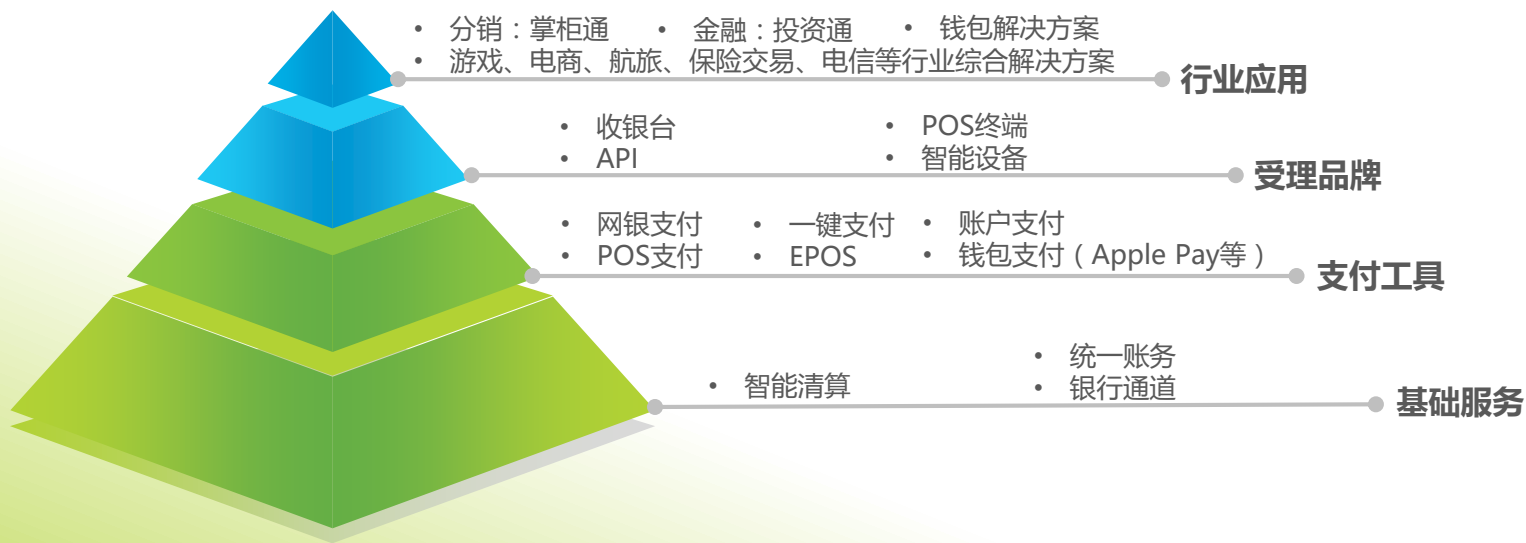 • 分销：掌柜通 • 金融：投资通 • 钱包解决方案
• 游戏、电商、航旅、保险交易、电信等行业综合解决方案
行业应用
• 收银台 • POS终端
• API • 智能设备
受理品牌
• 网银支付 • 一键支付 • 账户支付
• POS支付 • EPOS • 钱包支付（Apple Pay等）
支付工具
• 统一账务
• 智能清算 • 银行通道
基础服务